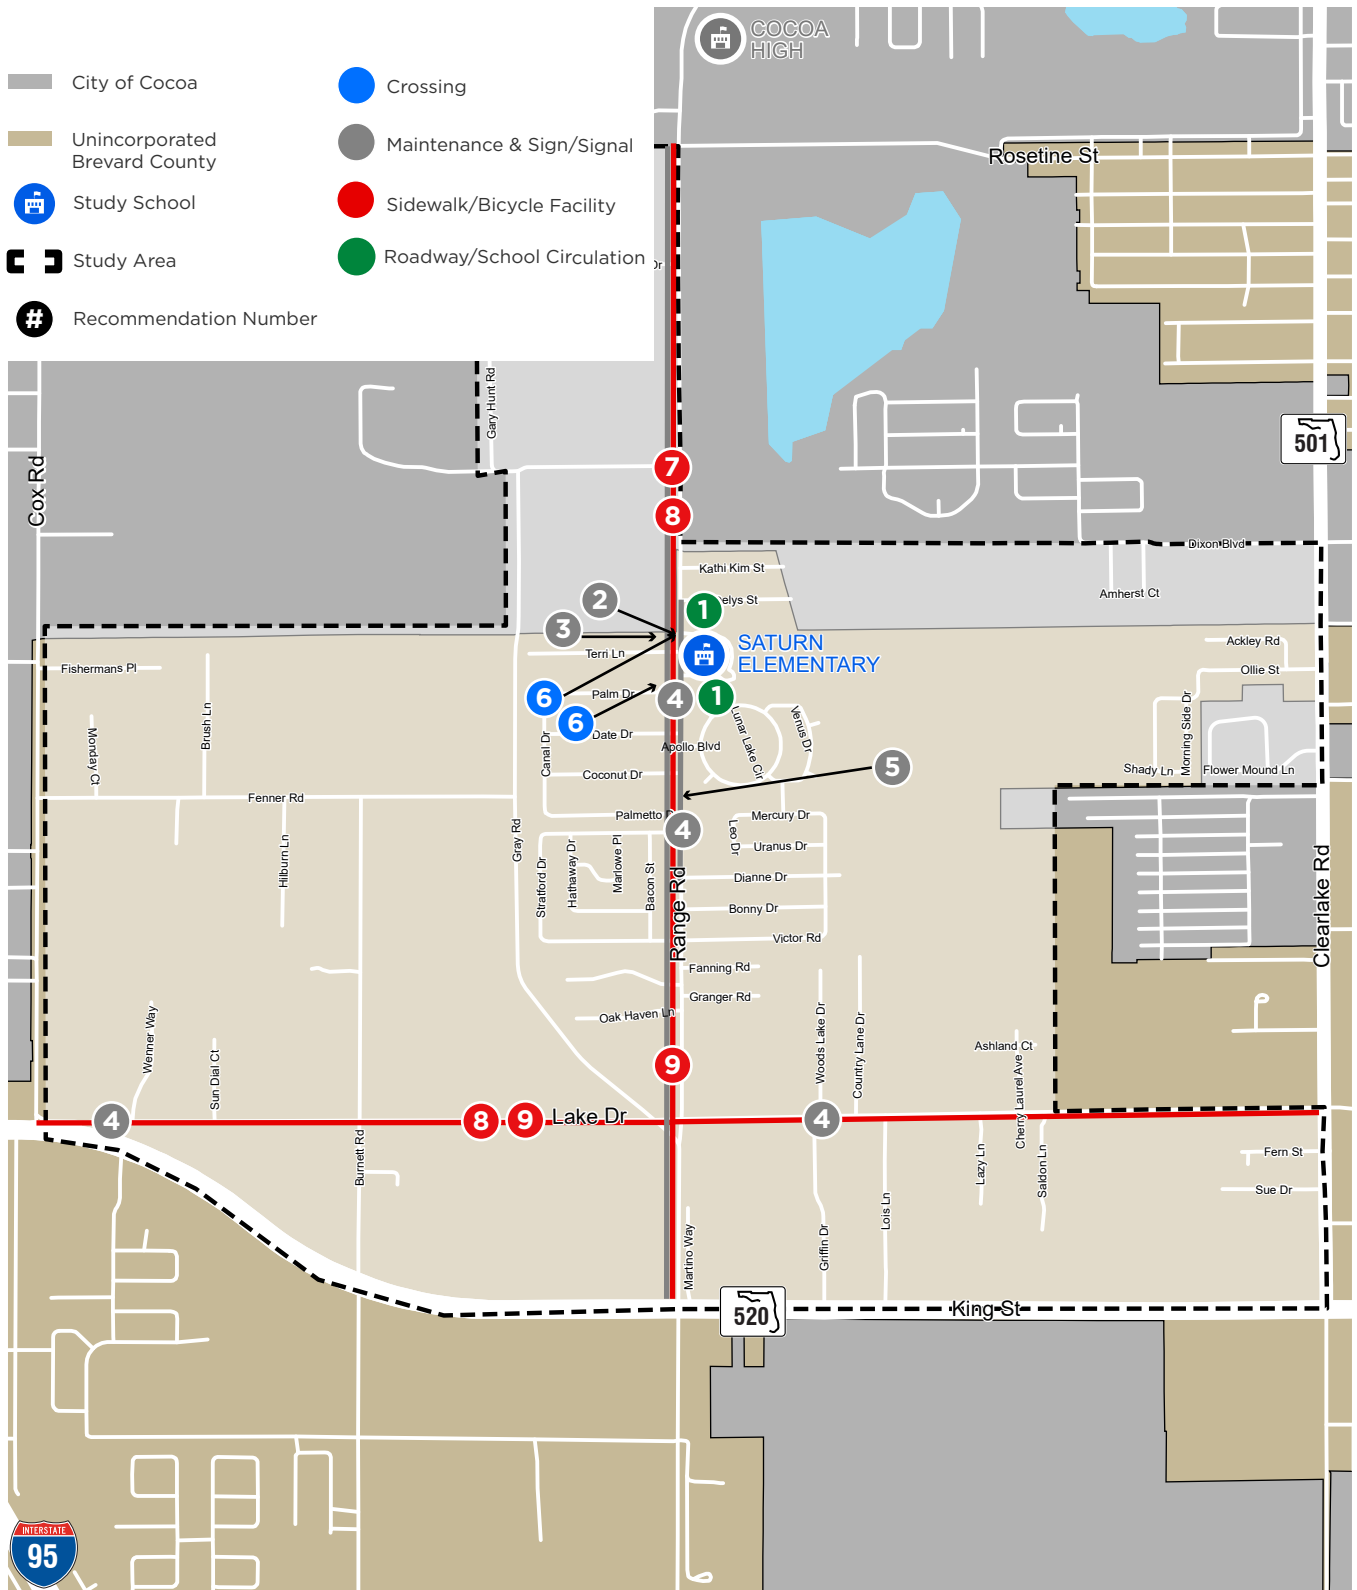 COCOA
HIGH
City of Cocoa
Crossing
Unincorporated
Brevard County
Maintenance & Sign/Signal
Study School
Sidewalk/Bicycle Facility
Study Area
Roadway/School Circulation
#
Recommendation Number
Rosetine St
Dr
Gary Hunt Rd
Cox Rd
501
7
8
Dixon Blvd
Kathi Kim St
Amherst Ct
2
1
3
SATURN
ELEMENTARY
Ackley Rd
Ollie St
Terri Ln
Fishermans Pl
6
Palm Dr
4
1
6
Date Dr
Brush Ln
Monday Ct
Canal Dr
Apollo Blvd
Lunar Lake Cir
Venus Dr
5
Morning Side Dr
Shady Ln
Flower Mound Ln
Coconut Dr
Fenner Rd
Palmetto
4
Mercury Dr
Leo Dr
Uranus Dr
Gray Rd
Hilburn Ln
Stratford Dr
Hathaway Dr
Marlowe Pl
Bacon St
Range Rd
Dianne Dr
Bonny Dr
Victor Rd
Clearlake Rd
Fanning Rd
Granger Rd
Oak Haven Ln
Wenner Way
Sun Dial Ct
Woods Lake Dr
Country Lane Dr
Ashland Ct
Cherry Laurel Ave
9
4
8
9
Lake Dr
4
Burnett Rd
Lazy Ln
Saldon Ln
Fern St
Sue Dr
Lois Ln
Griffin Dr
Martino Way
520
King St
INTERSTATE
95